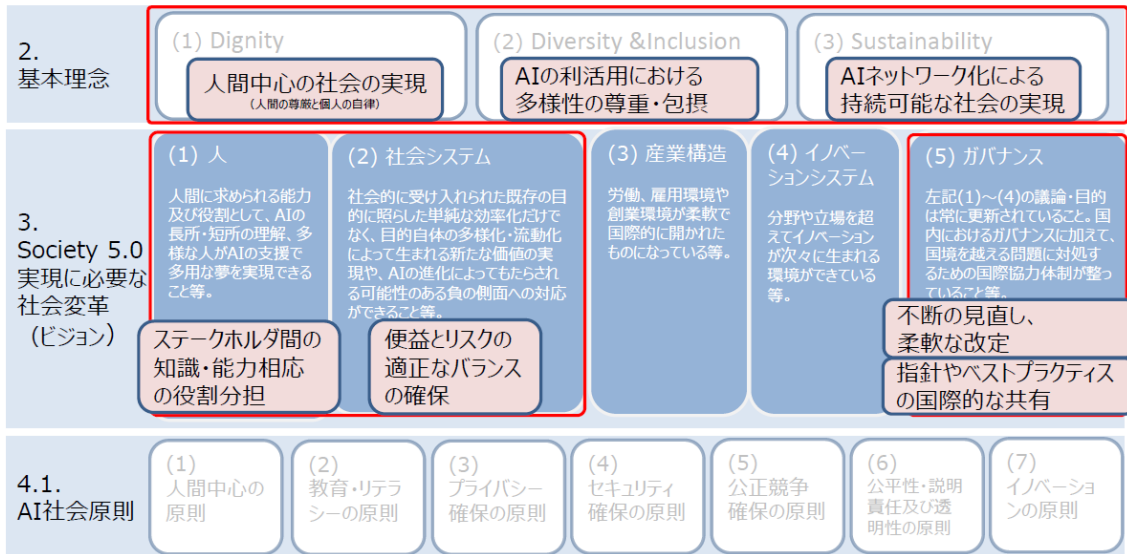 2.
基本理念
(1) Dignity
人間中心の社会の実現
(人間の尊厳と個人の自律)
(2) Diversity &Inclusion
AIの利活用における
多様性の尊重・包摂
(3) Sustainability
AIネットワーク化による
持続可能な社会の実現
3.
Society 5.0
実現に必要な
社会変革
(ビジョン)
(1) 人
人間に求められる能力
及び役割として、AIの
長所・短所の理解、多
様な人がAIの支援で
多用な夢を実現できる
こと等。
ステークホルダ間の
知識・能力相応
の役割分担
(2) 社会システム
社会的に受け入れられた既存の目
的に照らした単純な効率化だけで
なく、目的自体の多様化・流動化
によって生まれる新たな価値の実
現や、AIの進化によってもたらさ
れる可能性のある負の側面への対応
ができること等。
便益とリスクの
適正なバランス
の確保
(3) 産業構造
労働、雇用環境や
創業環境が柔軟で
国際的に開かれた
ものになっている等。
(4) イノベー
ションシステム
分野や立場を超
えてイノベーション
が次々に生まれる
環境ができている
等。
(5) ガバナンス
左記(1)～(4)の議論・目的
は常に更新されていること。国
内におけるガバナンスに加えて、
国境を越える問題に対処す
るための国際協力体制が整っ
ていること等。
不断の見直し、
柔軟な改定
指針やベストプラクティス
の国際的な共有
4.1.
AI社会原則
(1)
人間中心の
原則
(2)
教育・リテラ
シーの原則
(3)
プライバシー
確保の原則
(4)
セキュリティ
確保の原則
(5)
公正競争
確保の原則
(6)
公平性・説明
責任及び透
明性の原則
(7)
イノベーショ
ンの原則